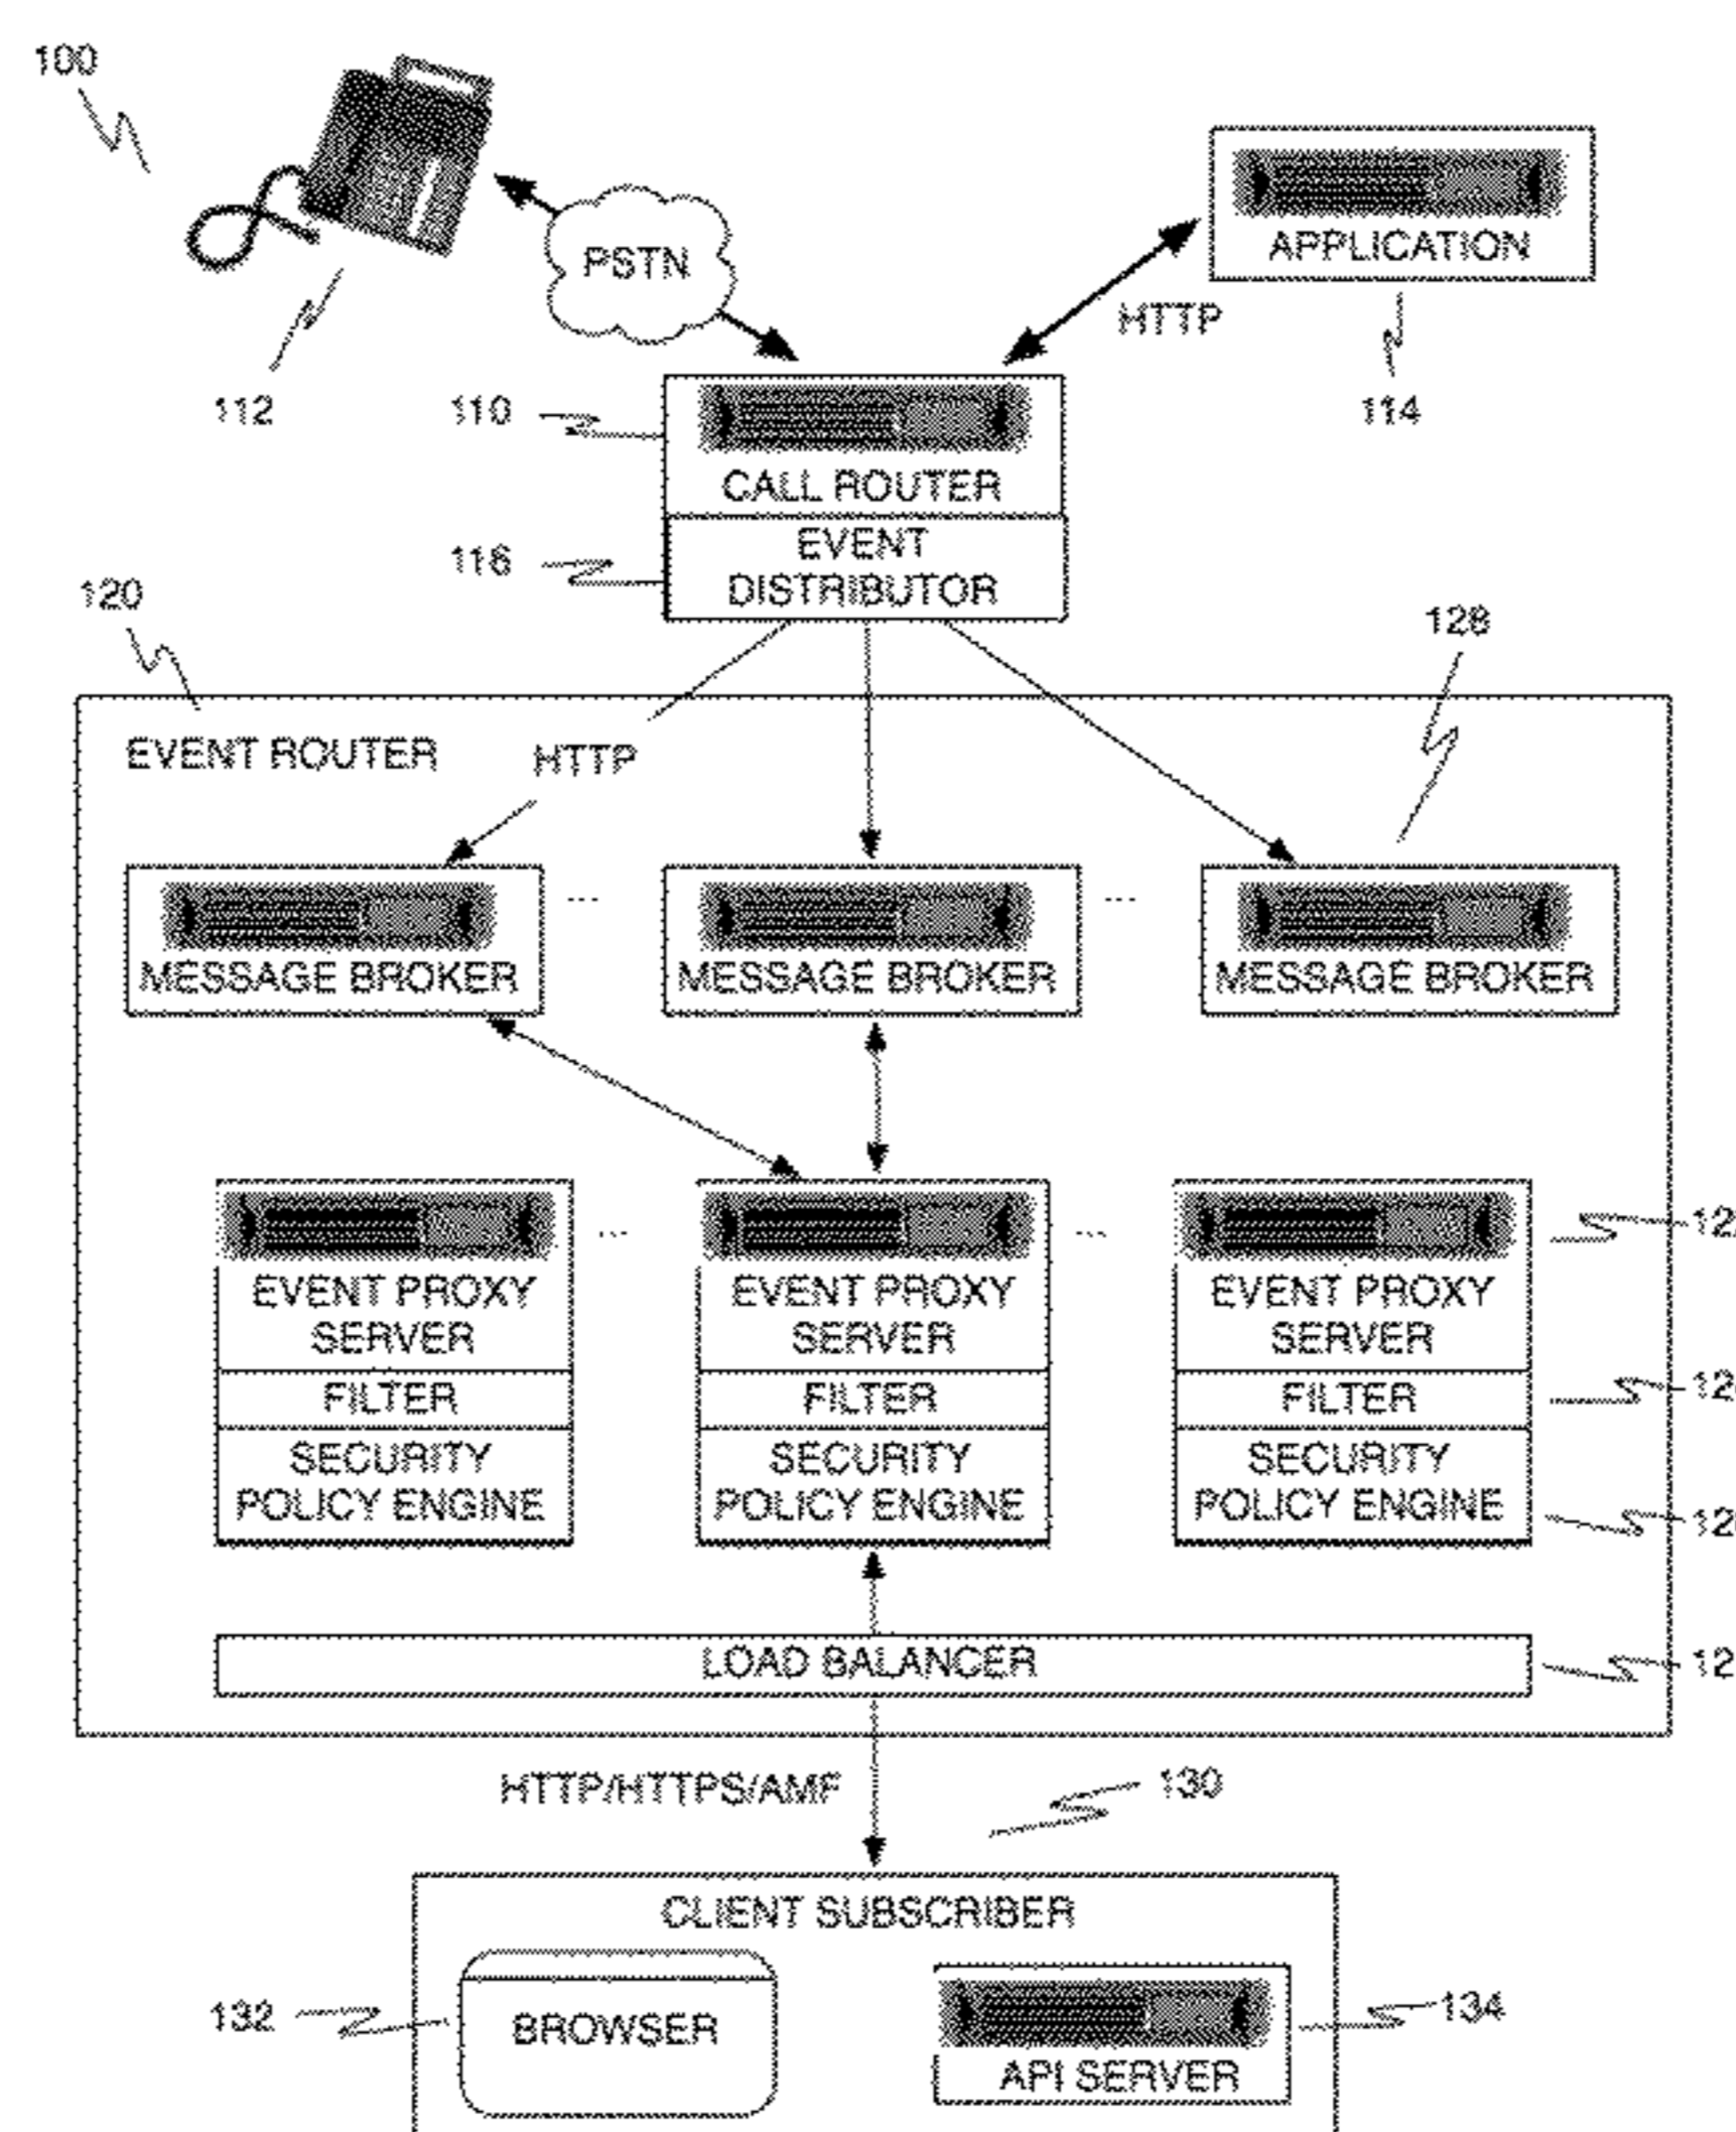 100
PSTN
APPLICATION
HTTP
112
110
114
CALL ROUTER
EVENT
DISTRIBUTOR
116
120
128
EVENT ROUTER
HTTP
...
...
MESSAGE BROKER
MESSAGE BROKER
MESSAGE BROKER
...
...
EVENT PROXY
SERVER
FILTER
SECURITY
POLICY ENGINE
EVENT PROXY
SERVER
FILTER
SECURITY
POLICY ENGINE
EVENT PROXY
SERVER
FILTER
SECURITY
POLICY ENGINE
LOAD BALANCER
HTTP/HTTPS/AMF
130
CLIENT SUBSCRIBER
132
BROWSER
134
API SERVER